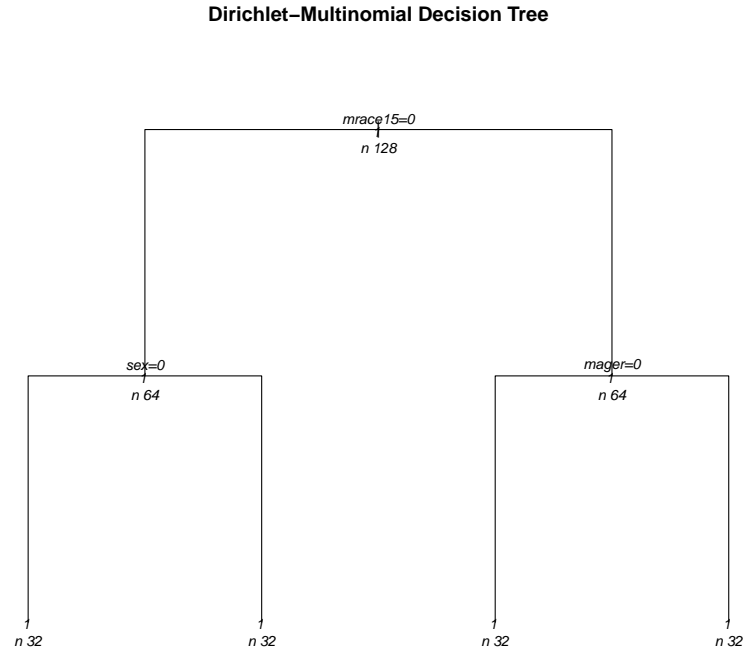 Dirichlet−Multinomial Decision Tree
mrace15=0
1
n 128
sex=0
1
n 64
mager=0
1
n 64
1
n 32
1
n 32
1
n 32
1
n 32